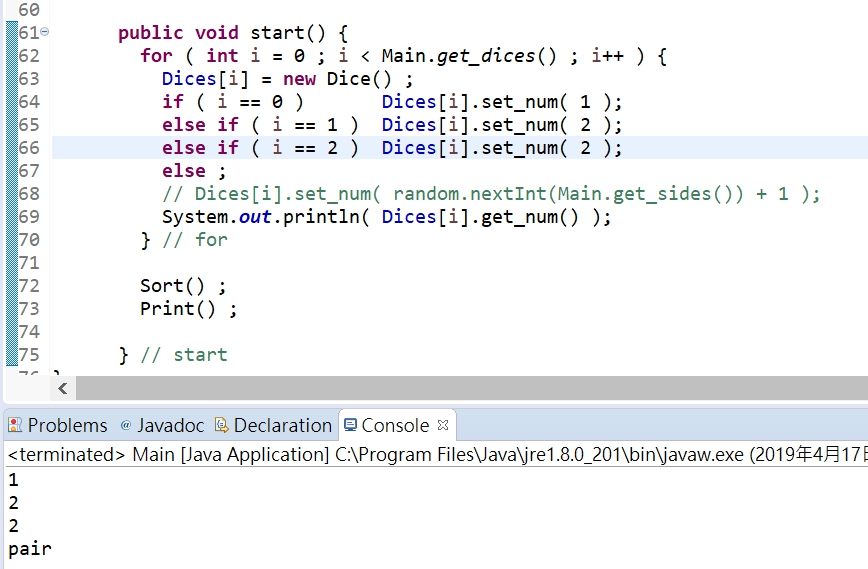 60
61 public void start() {
62 for ( int i = 0 ; i < Main.get_dices() ; i++ ) {
63 Dices[i] = new Dice() ;
64 if ( i == 0 ) Dices[i].set_num( 1 );
65 else if ( i == 1 ) Dices[i].set_num( 2 );
66 else if ( i == 2 ) Dices[i].set_num( 2 );
67 else ;
68 // Dices[i].set_num( random.nextInt(Main.get_sides()) + 1 );
69 System.out.println( Dices[i].get_num() );
70 } // for
71
72 Sort() ;
73 Print() ;
74
75 } // start
Problems @ Javadoc Declaration Console
<terminated> Main [Java Application] C:\Program Files\Java\jre1.8.0_201\bin\javaw.exe (2019年4月17
1
2
2
pair